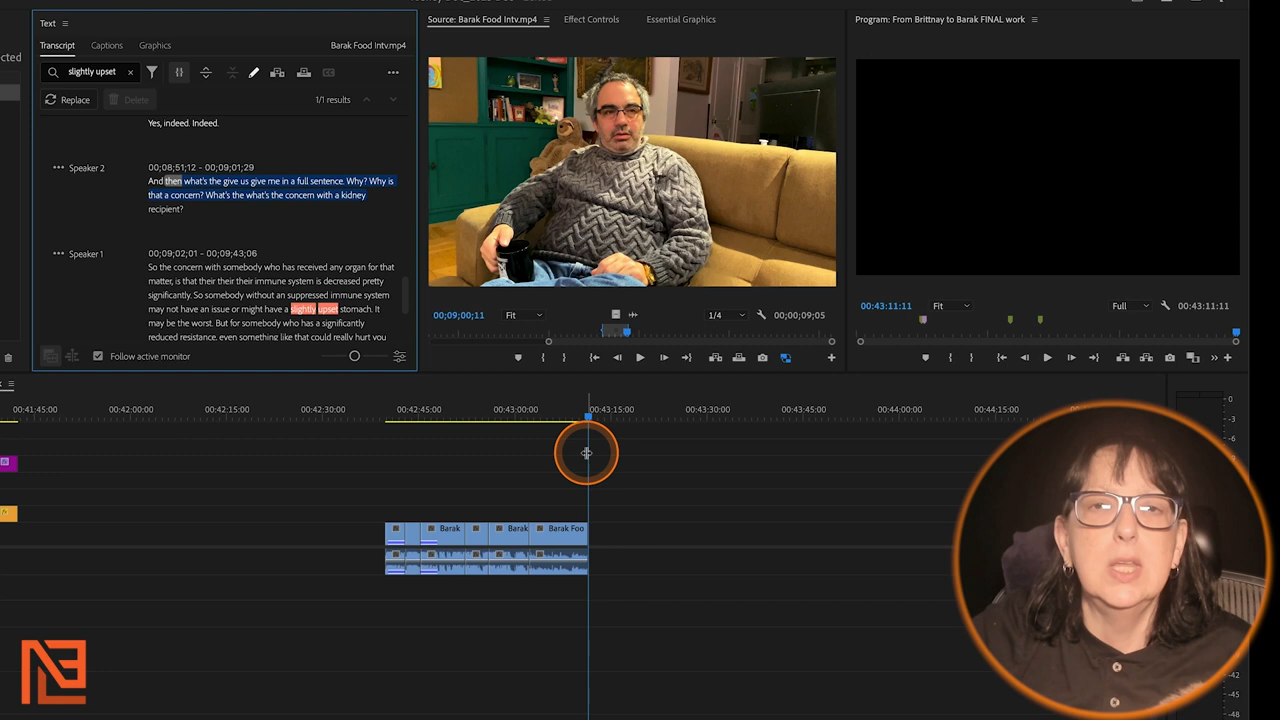 Text
Transcript
Captions
Graphics
Barak Food Intv.mp4
slightly upset
Replace
Delete
1/1 results
Yes, indeed. Indeed.
Speaker 2
00;08;51;12 - 00;09;01;29
And then what's the give us give me in a full sentence. Why? Why is
that a concern? What's the what's the concern with a kidney
recipient?
Speaker 1
00;09;02;01 - 00;09;43;06
So the concern with somebody who has received any organ for that
matter, is that their their their immune system is decreased pretty
significantly. So somebody without an suppressed immune system
may not have an issue or might have a slightly upset stomach. It
may be the worst. But for somebody who has a significantly
reduced resistance, even something like that could really hurt you
Follow active monitor
Source: Barak Food Intv.mp4
Effect Controls
Essential Graphics
00;09;00;11
Fit
1/4
00;00;09;05
Program: From Brittnay to Barak FINAL work
00:43:11:11
Fit
Full
00:43:11:11
ected
00:41:45:00
00:42:00:00
00:42:15:00
00:42:30:00
00:42:45:00
00:43:00:00
00:43:15:00
00:43:30:00
00:43:45:00
00:44:00:00
00:44:15:00
Barak
Barak
Barak Foo
0
-3
-6
-42
-45
-48